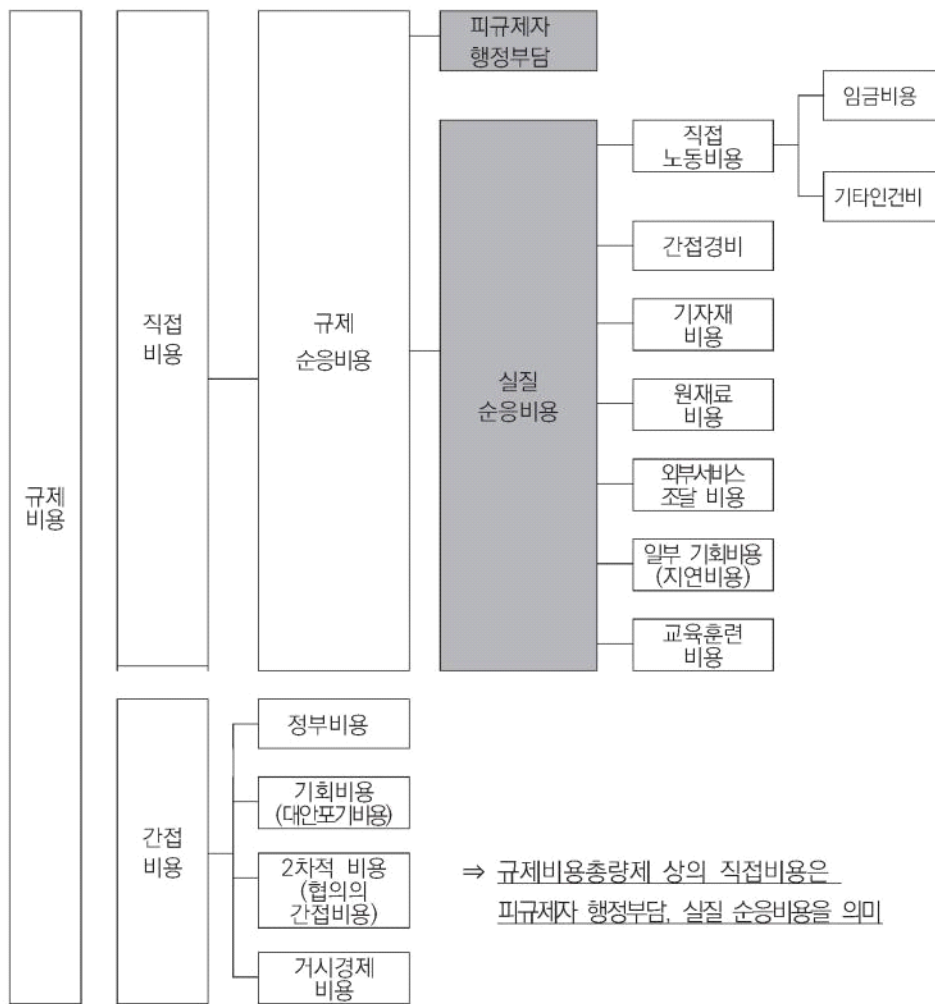 규제
비용
직접
비용
규제
순응비용
피규제자
행정부담
실질
순응비용
직접
노동비용
임금비용
기타인건비
간접경비
기자재
비용
원재료
비용
외부서비스
조달 비용
일부 기회비용
(지연비용)
교육훈련
비용
간접
비용
정부비용
기회비용
(대안포기비용)
2차적 비용
(협의의
간접비용)
거시경제
비용
⇒ 규제비용총량제 상의 직접비용은
피규제자 행정부담, 실질 순응비용을 의미